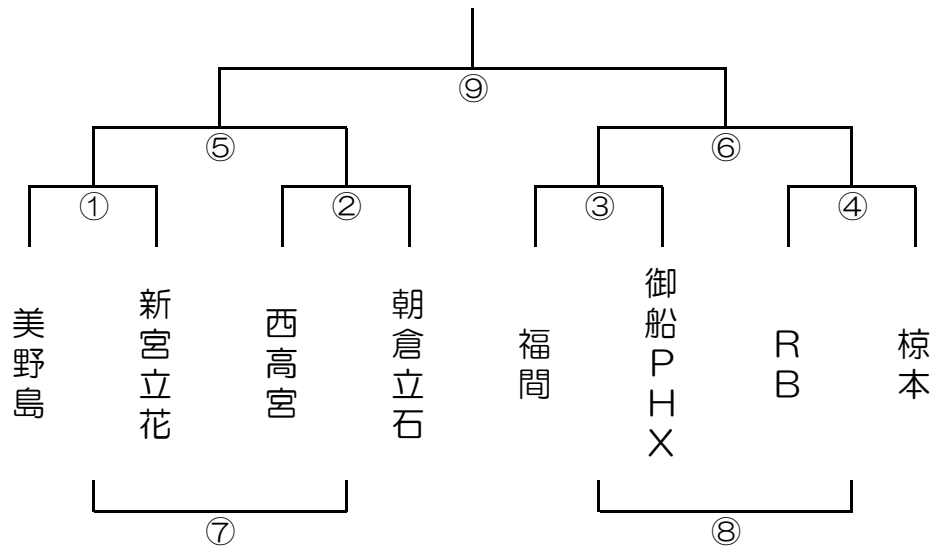 ⑨
⑤
⑥
①
②
③
④
美野島
新宮立花
西高宮
朝倉立石
福間
御船PHX
RB
椋本
⑦
⑧